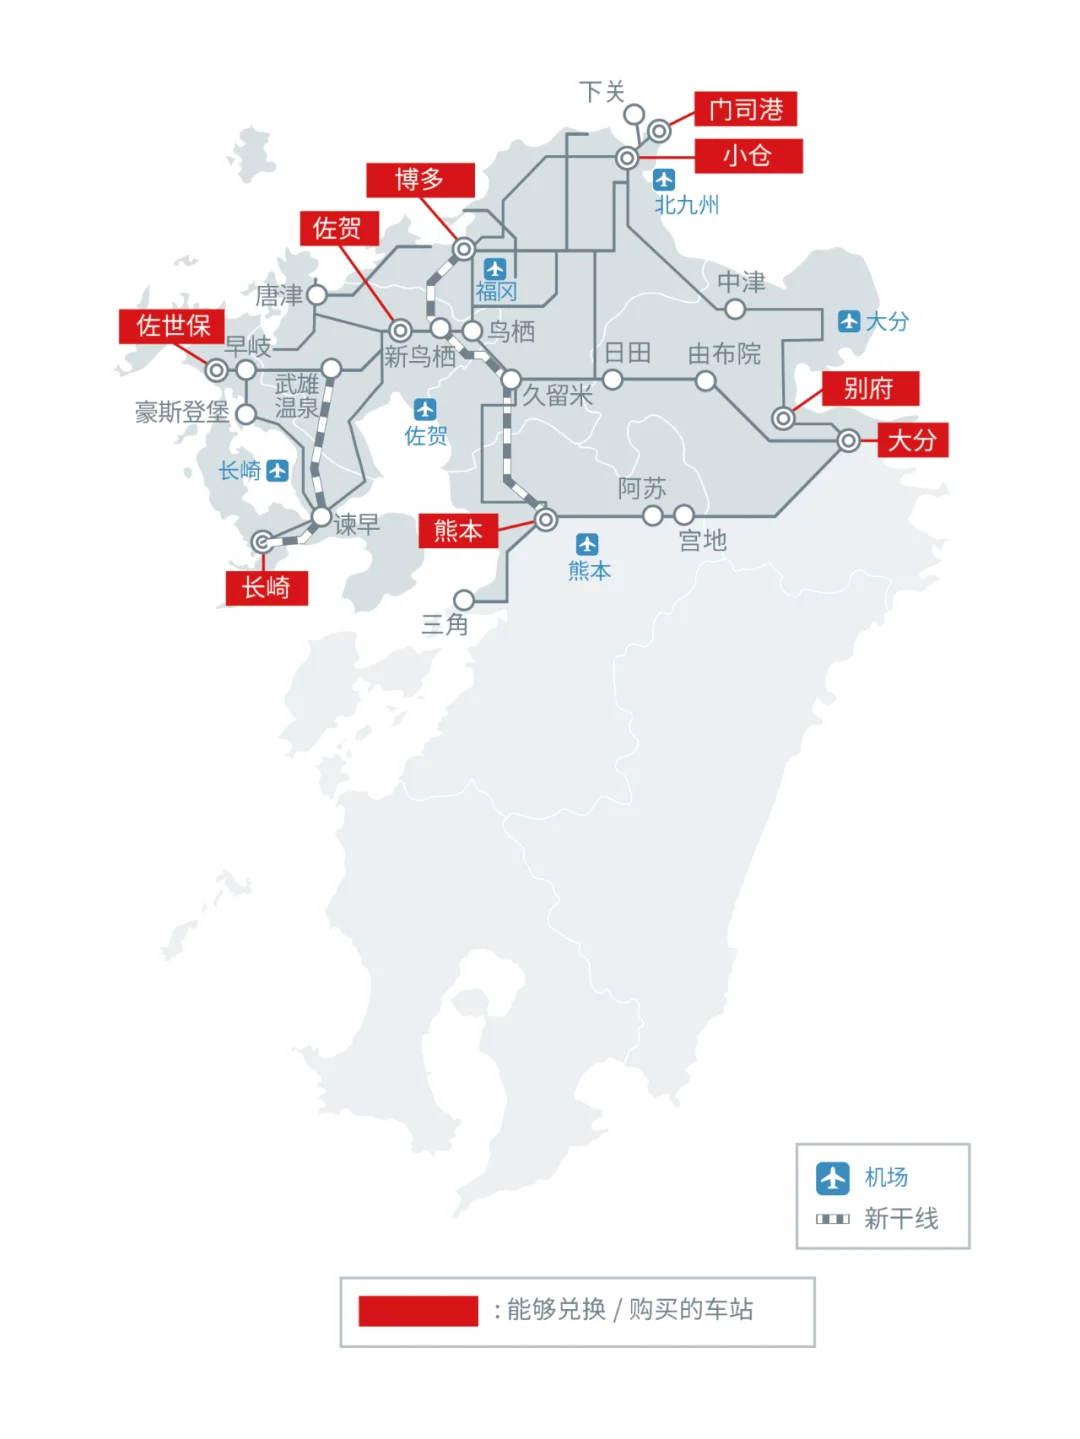 下关
门司港
小仓
北九州
博多
佐贺
福冈
唐津
中津
大分
佐世保
早岐
新鸟栖
鸟栖
日田
由布院
武雄
温泉
久留米
别府
豪斯登堡
佐贺
大分
长崎
阿苏
谏早
熊本
宫地
熊本
长崎
三角
机场
新干线
: 能够兑换 / 购买的车站